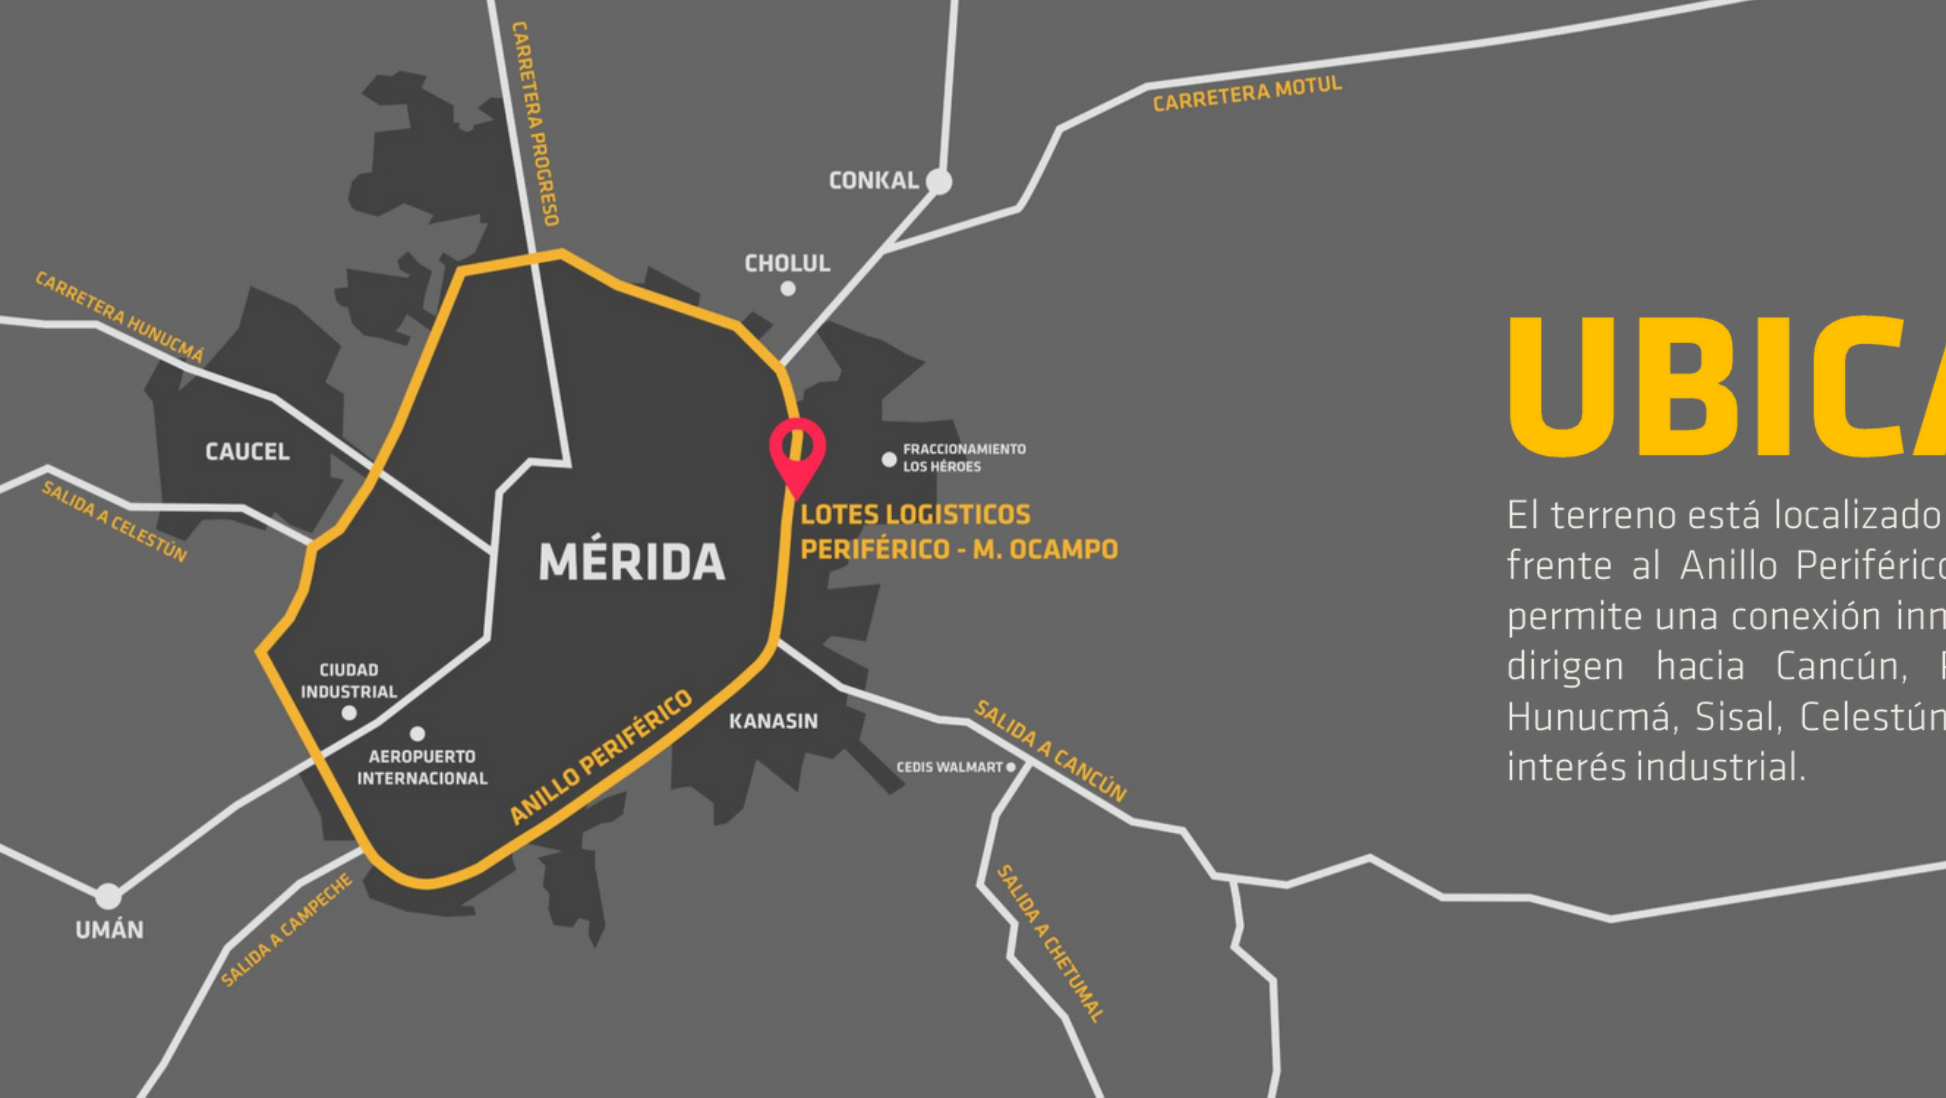 CARRETERA PROGRESO
CARRETERA MOTUL
CONKAL
CHOLUL
CARRETERA HUNUCMÁ
CAUCEL
SALIDA A CELESTÚN
FRACCIONAMIENTO
LOS HÉROES
LOTES LOGISTICOS
PERIFÉRICO - M. OCAMPO
MÉRIDA
CIUDAD
INDUSTRIAL
AEROPUERTO
INTERNACIONAL
ANILLO PERIFÉRICO
KANASIN
SALIDA A CANCÚN
CEDIS WALMART
UMÁN
SALIDA A CAMPECHE
SALIDA A CHETUMAL
UBICA
El terreno está localizado
frente al Anillo Periférico
permite una conexión
dirigen hacia Cancún,
Hunucmá, Sisal, Celestún
interés industrial.